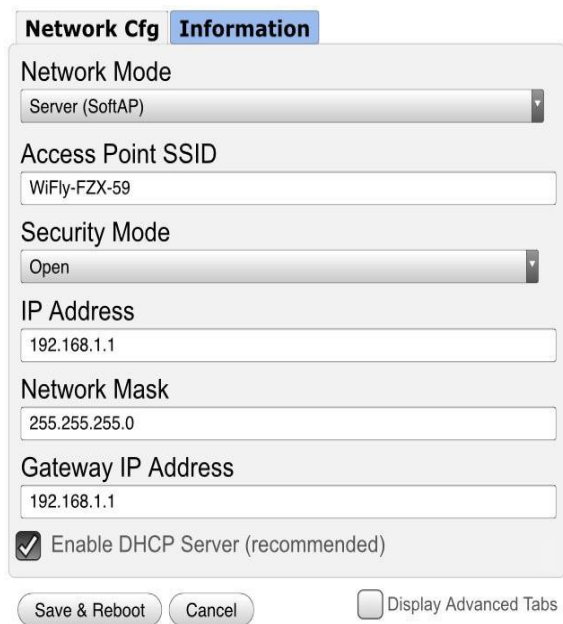 Network Cfg Information
Network Mode
Server (SoftAP)
Access Point SSID
WiFly-FZX-59
Security Mode
Open
IP Address
192.168.1.1
Network Mask
255.255.255.0
Gateway IP Address
192.168.1.1
Enable DHCP Server (recommended)
Save & Reboot Cancel Display Advanced Tabs